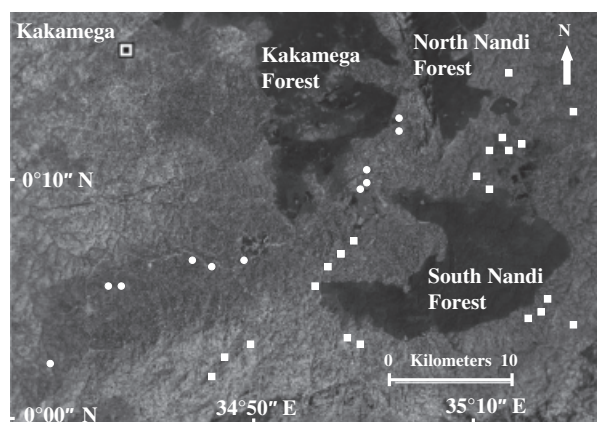 Kakamega
Kakamega
Forest
North Nandi
Forest
N
0°10″ N
South Nandi
Forest
0 Kilometers 10
0°00″ N
34°50″ E
35°10″ E